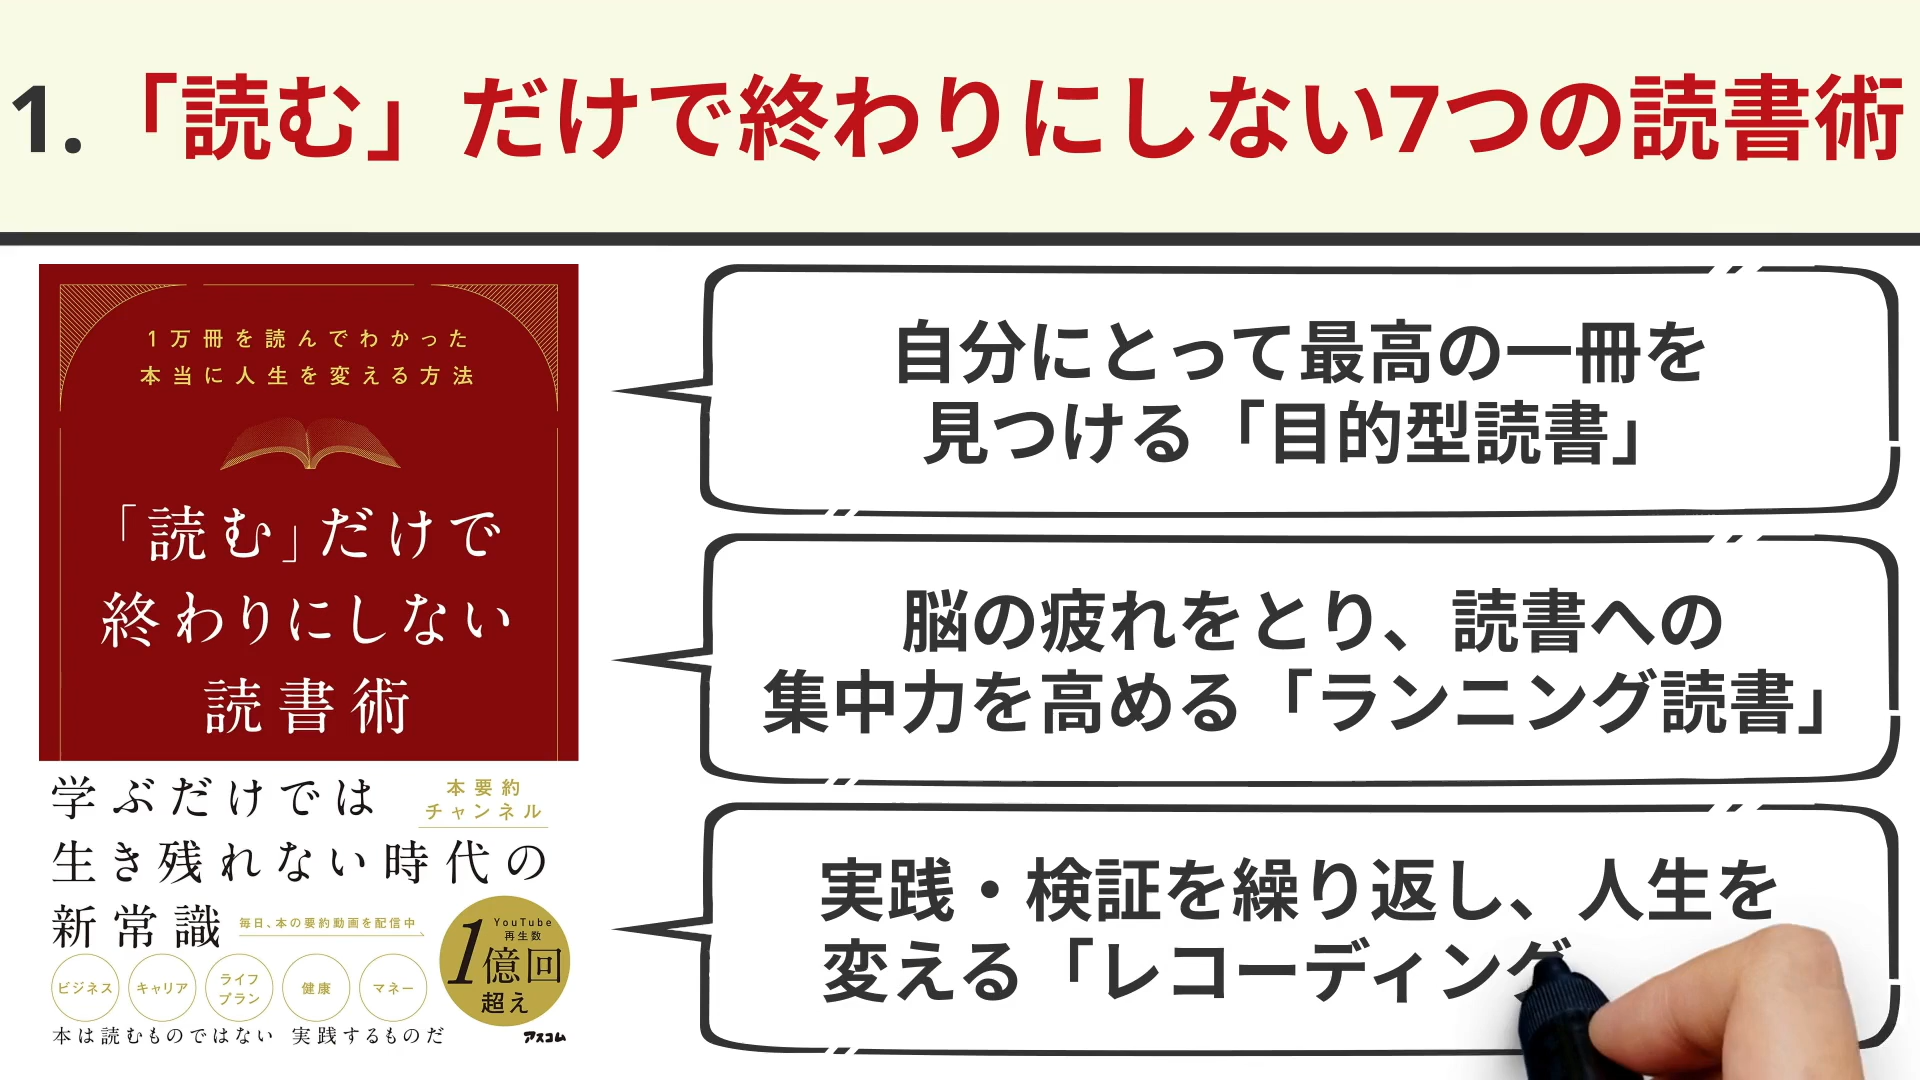 1.「読む」だけで終わりにしない7つの読書術
1万冊を読んでわかった
本当に人生を変える方法
「読む」だけで
終わりにしない
読書術
学ぶだけでは
本要約
チャンネル
生き残れない時代の
新常識
毎日、本の要約動画を配信中
YouTube
再生数
1億回
超え
ビジネス
キャリア
ライフ
プラン
健康
マネー
本は読むものではない 実践するものだ
アスコム
自分にとって最高の一冊を
見つける「目的型読書」
脳の疲れをとり、読書への
集中力を高める「ランニング読書」
実践・検証を繰り返し、人生を
変える「レコーディング